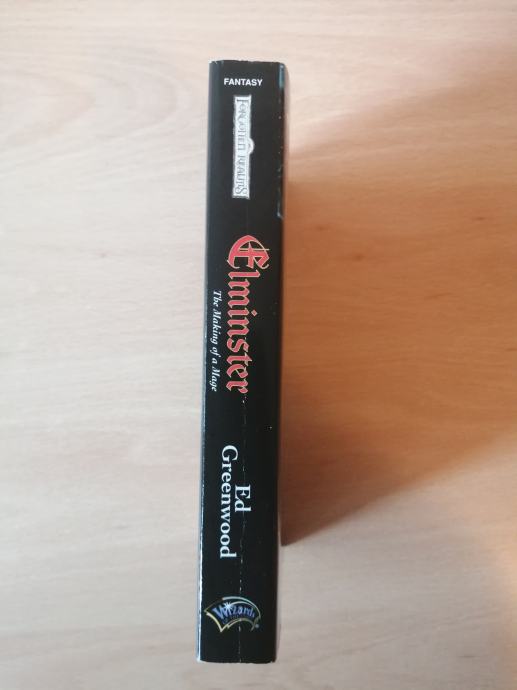 FANTASY
FORGOTTEN REALMS
Elminster
The Making of a Mage
Ed
Greenwood
Wizards